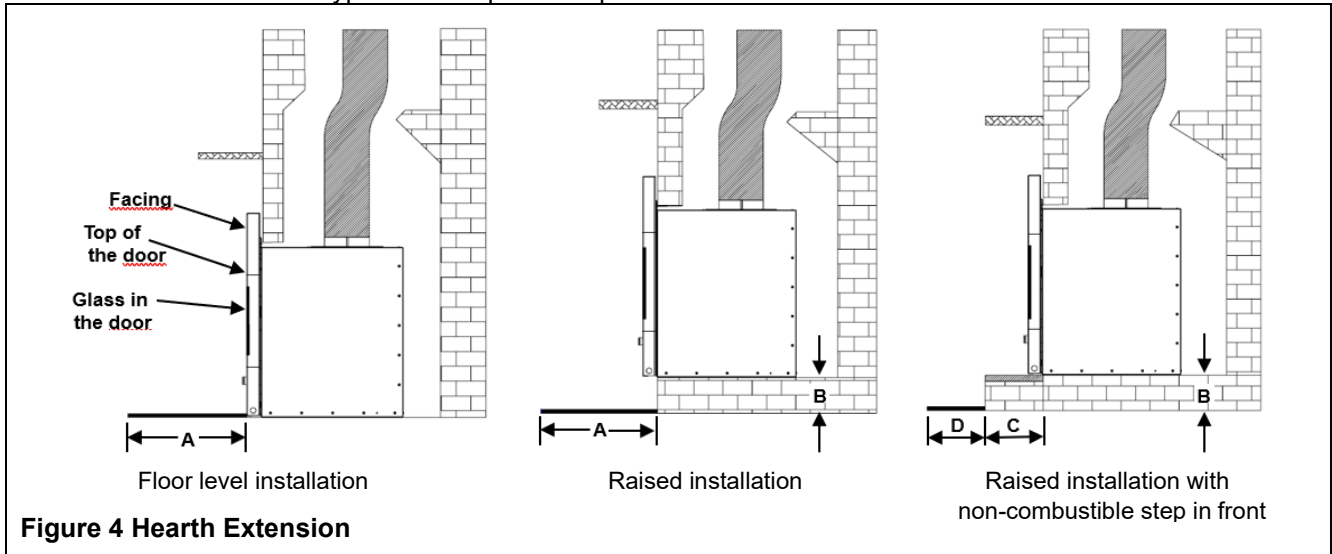 Facing
Top of
the door
Glass in
the door
A
Floor level installation
B
A
Raised installation
B
D
C
Raised installation with
non-combustible step in front
Figure 4 Hearth Extension